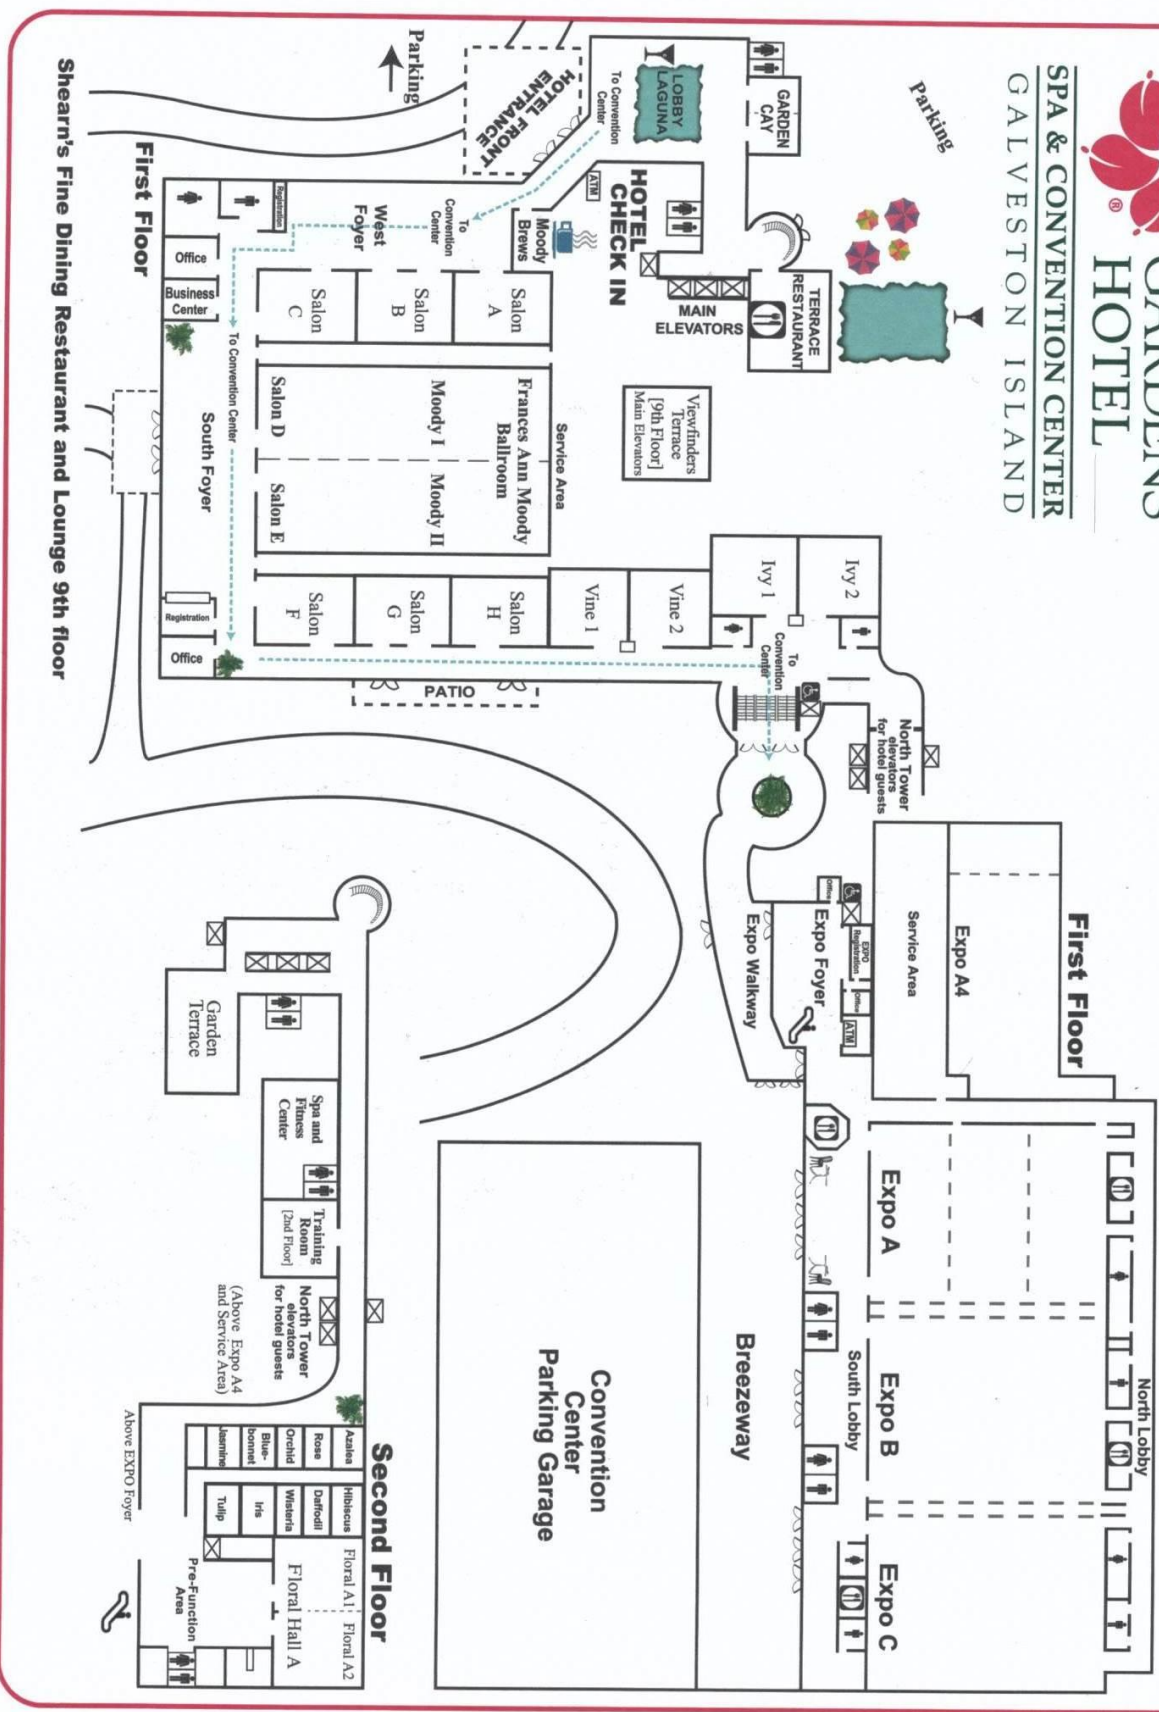 GARDENS
HOTEL
®
SPA & CONVENTION CENTER
GALVESTON ISLAND
Parking
LOBBY
LAGUNA
To Convention
Center
GARDEN
CAY
HOTEL FRONT
ENTRANCE
Parking
HOTEL
CHECK IN
ATM
Moody
Brews
To
Convention
Center
West
Foyer
Registration
First Floor
Office
Business
Center
MAIN
ELEVATORS
TERRACE
RESTAURANT
Salon
A
Salon
B
Salon
C
Viewfinders
Terrace
[9th Floor]
Main Elevators
Service Area
Frances Ann Moody
Ballroom
Moody I
Moody II
Salon D
Salon E
To Convention Center
South Foyer
Salon
H
Salon
G
Salon
F
Vine 1
Vine 2
Ivy 1
Ivy 2
Registration
Office
PATIO
To
Convention
Center
North Tower
elevators
for hotel guests
Shearn's Fine Dining Restaurant and Lounge 9th floor
First Floor
Expo A4
Service Area
Office
EXPO
Registration
Office
ATM
Expo Foyer
Expo Walkway
Expo A
Expo B
Expo C
North Lobby
South Lobby
Breezeway
Convention
Center
Parking Garage
Second Floor
Garden
Terrace
Spa and
Fitness
Center
Training
Room
[2nd Floor]
North Tower
elevators
for hotel guests
(Above Expo A4
and Service Area)
Above EXPO Foyer
Azalea
Rose
Orchid
Blue-
bonnet
Jasmine
Hibiscus
Daffodil
Wisteria
Iris
Tulip
Floral A1
Floral A2
Floral Hall A
Pre-Function
Area